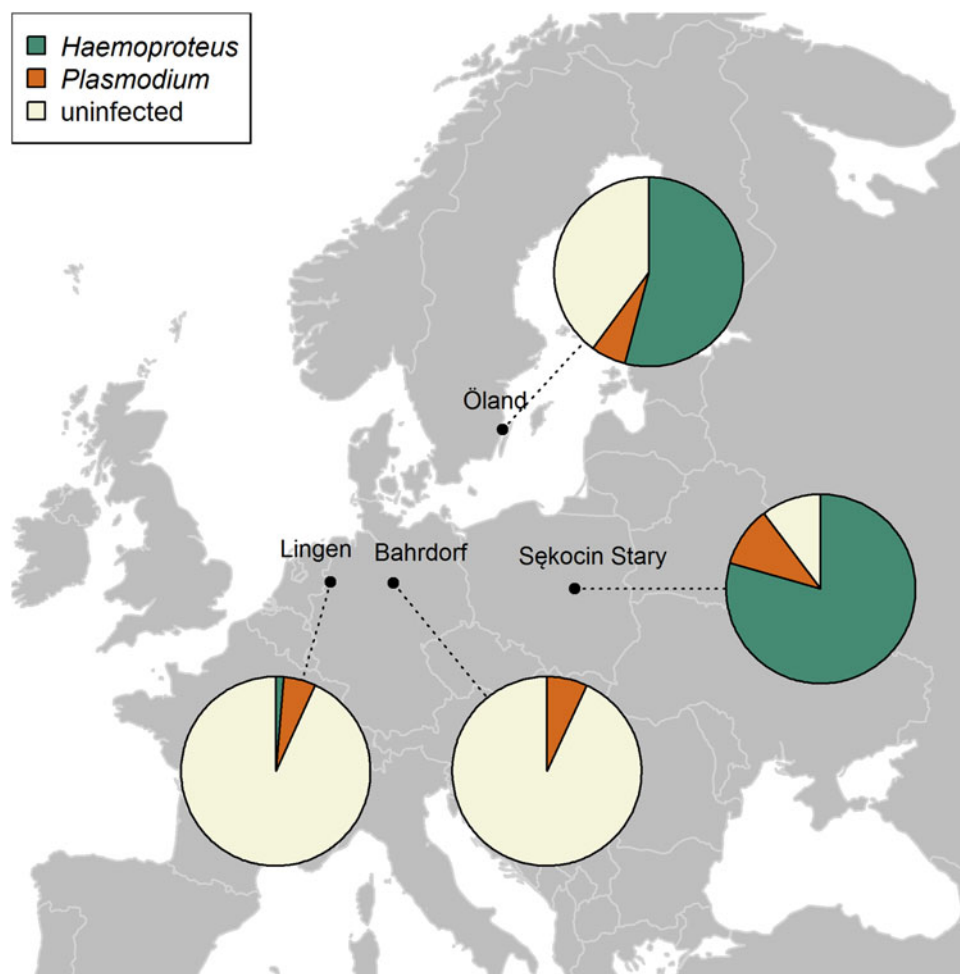 Haemoproteus
Plasmodium
uninfected
Öland
Lingen
Bahrdorf
Sękocin Stary